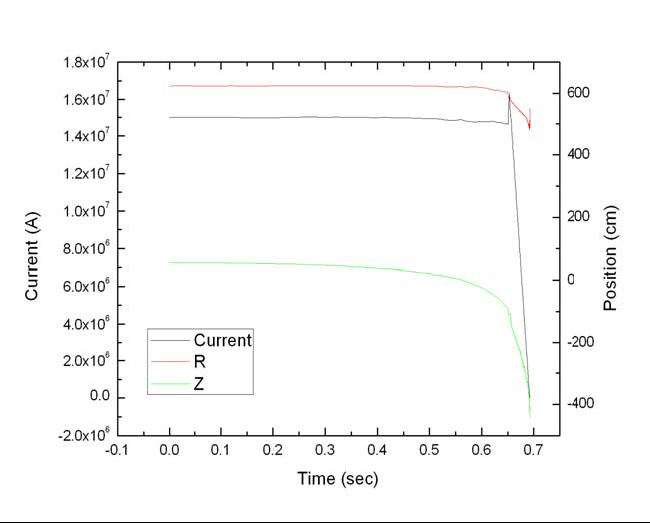 1.8x10⁷
1.6x10⁷
1.4x10⁷
1.2x10⁷
1.0x10⁷
8.0x10⁶
6.0x10⁶
4.0x10⁶
2.0x10⁶
0.0
-2.0x10⁶
Current (A)
600
400
200
0
-200
-400
Position (cm)
Current
R
Z
-0.1 0.0 0.1 0.2 0.3 0.4 0.5 0.6 0.7
Time (sec)